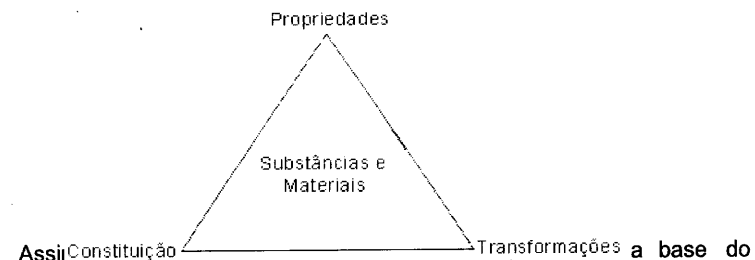 Propriedades
Substâncias e
Materiais
Constituição Transformações a base do